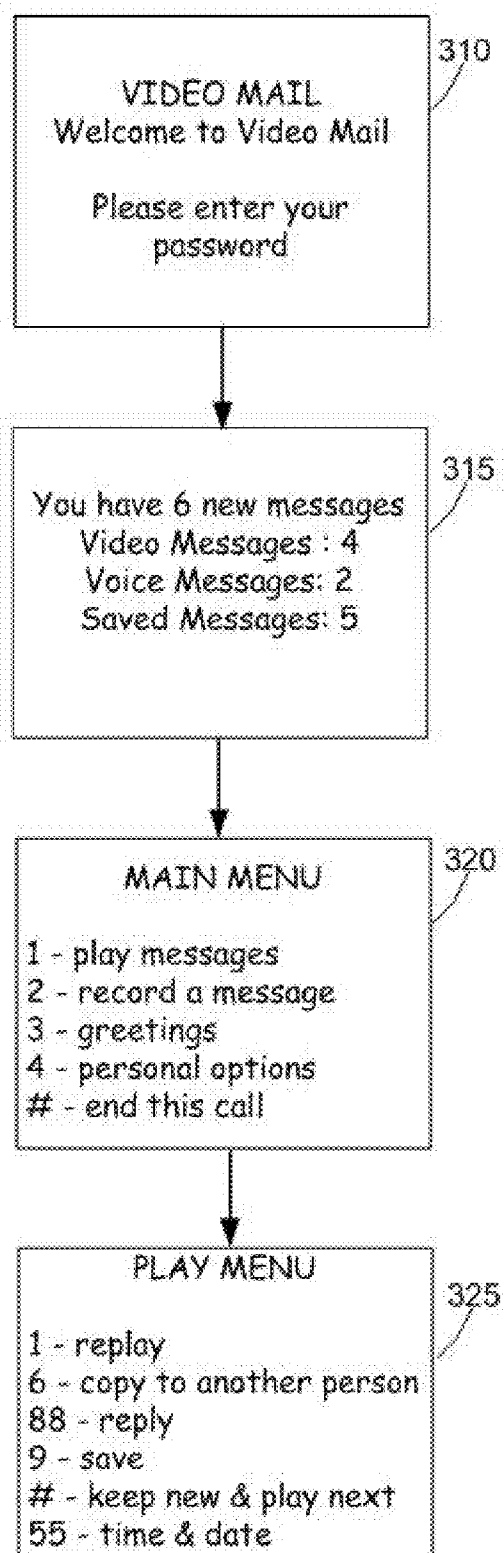 310
VIDEO MAIL
Welcome to Video Mail
Please enter your
password
315
You have 6 new messages
Video Messages : 4
Voice Messages: 2
Saved Messages: 5
320
MAIN MENU
1 - play messages
2 - record a message
3 - greetings
4 - personal options
# - end this call
PLAY MENU
325
1 - replay
6 - copy to another person
88 - reply
9 - save
# - keep new & play next
55 - time & date